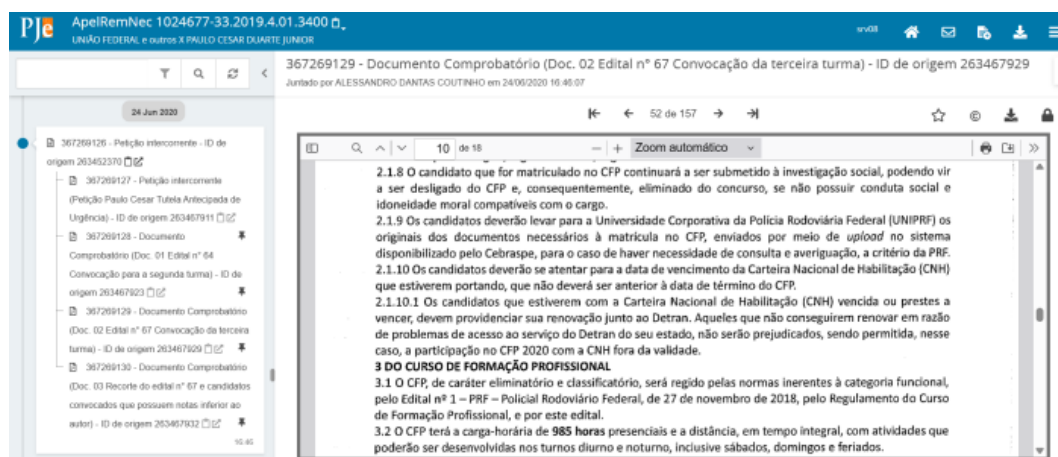 PJe
ApelRemNec 1024677-33.2019.4.01.3400
UNIÃO FEDERAL e outros X PAULO CESAR DUARTE JUNIOR
srv03
367269129 - Documento Comprobatório (Doc. 02 Edital n° 67 Convocação da terceira turma) - ID de origem 263467929
Juntado por ALESSANDRO DANTAS COUTINHO em 24/06/2020 16:46:07
24 Jun 2020
52 de 157
367269126 - Petição intercorrente - ID de
origem 263452370
367269127 - Petição intercorrente
(Petição Paulo Cesar Tutela Antecipada de
Urgência) - ID de origem 263467911
367269128 - Documento
Comprobatório (Doc. 01 Edital n° 64
Convocação para a segunda turma) - ID de
origem 263467923
367269129 - Documento Comprobatório
(Doc. 02 Edital n° 67 Convocação da terceira
turma) - ID de origem 263467929
367269130 - Documento Comprobatório
(Doc. 03 Recorte do edital n° 67 e candidatos
convocados que possuem notas inferior ao
autor) - ID de origem 263467932
16:46
10 de 18
Zoom automático
2.1.8 O candidato que for matriculado no CFP continuará a ser submetido à investigação social, podendo vir
a ser desligado do CFP e, consequentemente, eliminado do concurso, se não possuir conduta social e
idoneidade moral compatíveis com o cargo.
2.1.9 Os candidatos deverão levar para a Universidade Corporativa da Polícia Rodoviária Federal (UNIPRF) os
originais dos documentos necessários à matrícula no CFP, enviados por meio de upload no sistema
disponibilizado pelo Cebraspe, para o caso de haver necessidade de consulta e averiguação, a critério da PRF.
2.1.10 Os candidatos deverão se atentar para a data de vencimento da Carteira Nacional de Habilitação (CNH)
que estiverem portando, que não deverá ser anterior à data de término do CFP.
2.1.10.1 Os candidatos que estiverem com a Carteira Nacional de Habilitação (CNH) vencida ou prestes a
vencer, devem providenciar sua renovação junto ao Detran. Aqueles que não conseguirem renovar em razão
de problemas de acesso ao serviço do Detran do seu estado, não serão prejudicados, sendo permitida, nesse
caso, a participação no CFP 2020 com a CNH fora da validade.
3 DO CURSO DE FORMAÇÃO PROFISSIONAL
3.1 O CFP, de caráter eliminatório e classificatório, será regido pelas normas inerentes à categoria funcional,
pelo Edital nº 1 – PRF – Policial Rodoviário Federal, de 27 de novembro de 2018, pelo Regulamento do Curso
de Formação Profissional, e por este edital.
3.2 O CFP terá a carga-horária de 985 horas presenciais e a distância, em tempo integral, com atividades que
poderão ser desenvolvidas nos turnos diurno e noturno, inclusive sábados, domingos e feriados.